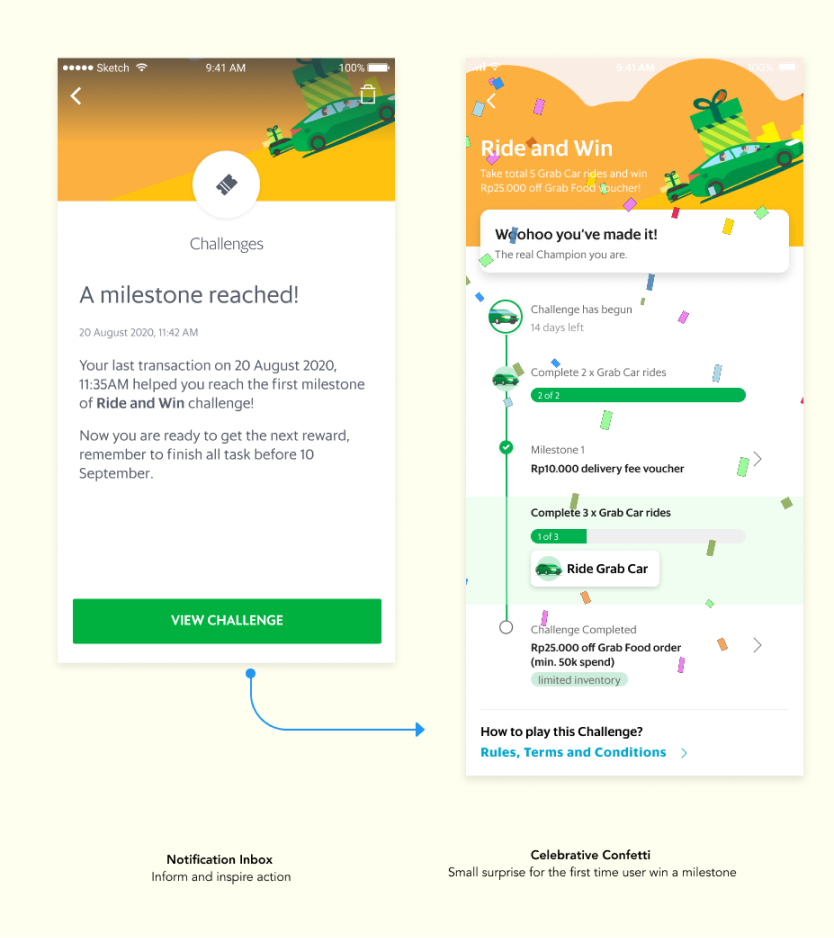 Sketch
9:41 AM
100%
Challenges
A milestone reached!
20 August 2020, 11:42 AM
Your last transaction on 20 August 2020,
11:35AM helped you reach the first milestone
of Ride and Win challenge!
Now you are ready to get the next reward,
remember to finish all task before 10
September.
VIEW CHALLENGE
9:41 AM
100%
Ride and Win
Take total 5 Grab Car rides and win
Rp25.000 off Grab Food Voucher!
Woohoo you've made it!
The real Champion you are.
Challenge has begun
14 days left
Complete 2 x Grab Car rides
2 of 2
Milestone 1
Rp10.000 delivery fee voucher
Complete 3 x Grab Car rides
1 of 3
Ride Grab Car
Challenge Completed
Rp25.000 off Grab Food order
(min. 50k spend)
limited inventory
How to play this Challenge?
Rules, Terms and Conditions
Notification Inbox
Inform and inspire action
Celebrative Confetti
Small surprise for the first time user win a milestone